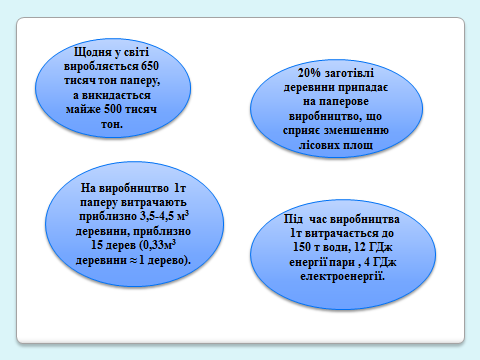 Щодня у світі
виробляється 650
тисяч тон паперу,
а викидається
майже 500 тисяч
тон.
20% заготівлі
деревини припадає
на паперове
виробництво, що
сприяє зменшенню
лісових площ
На виробництво 1т
паперу витрачають
приблизно 3,5-4,5 м³
деревини, приблизно
15 дерев (0,33м³
деревини ≈ 1 дерево).
Під час виробництва
1т витрачається до
150 т води, 12 ГДж
енергії пари , 4 ГДж
електроенергії.